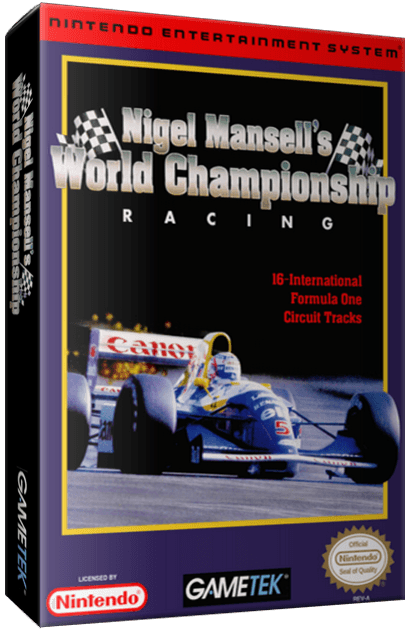 NINTENDO ENTERTAINMENT SYSTEM®
Nigel Mansell's
World Championship
RACING
16-International
Formula One
Circuit Tracks
Canon
5
Canon
LICENSED BY
Nintendo®
GAMETEK®
Official
Nintendo
Seal of Quality
REV-A
Nigel Mansell's
World Championship
GAMETEK